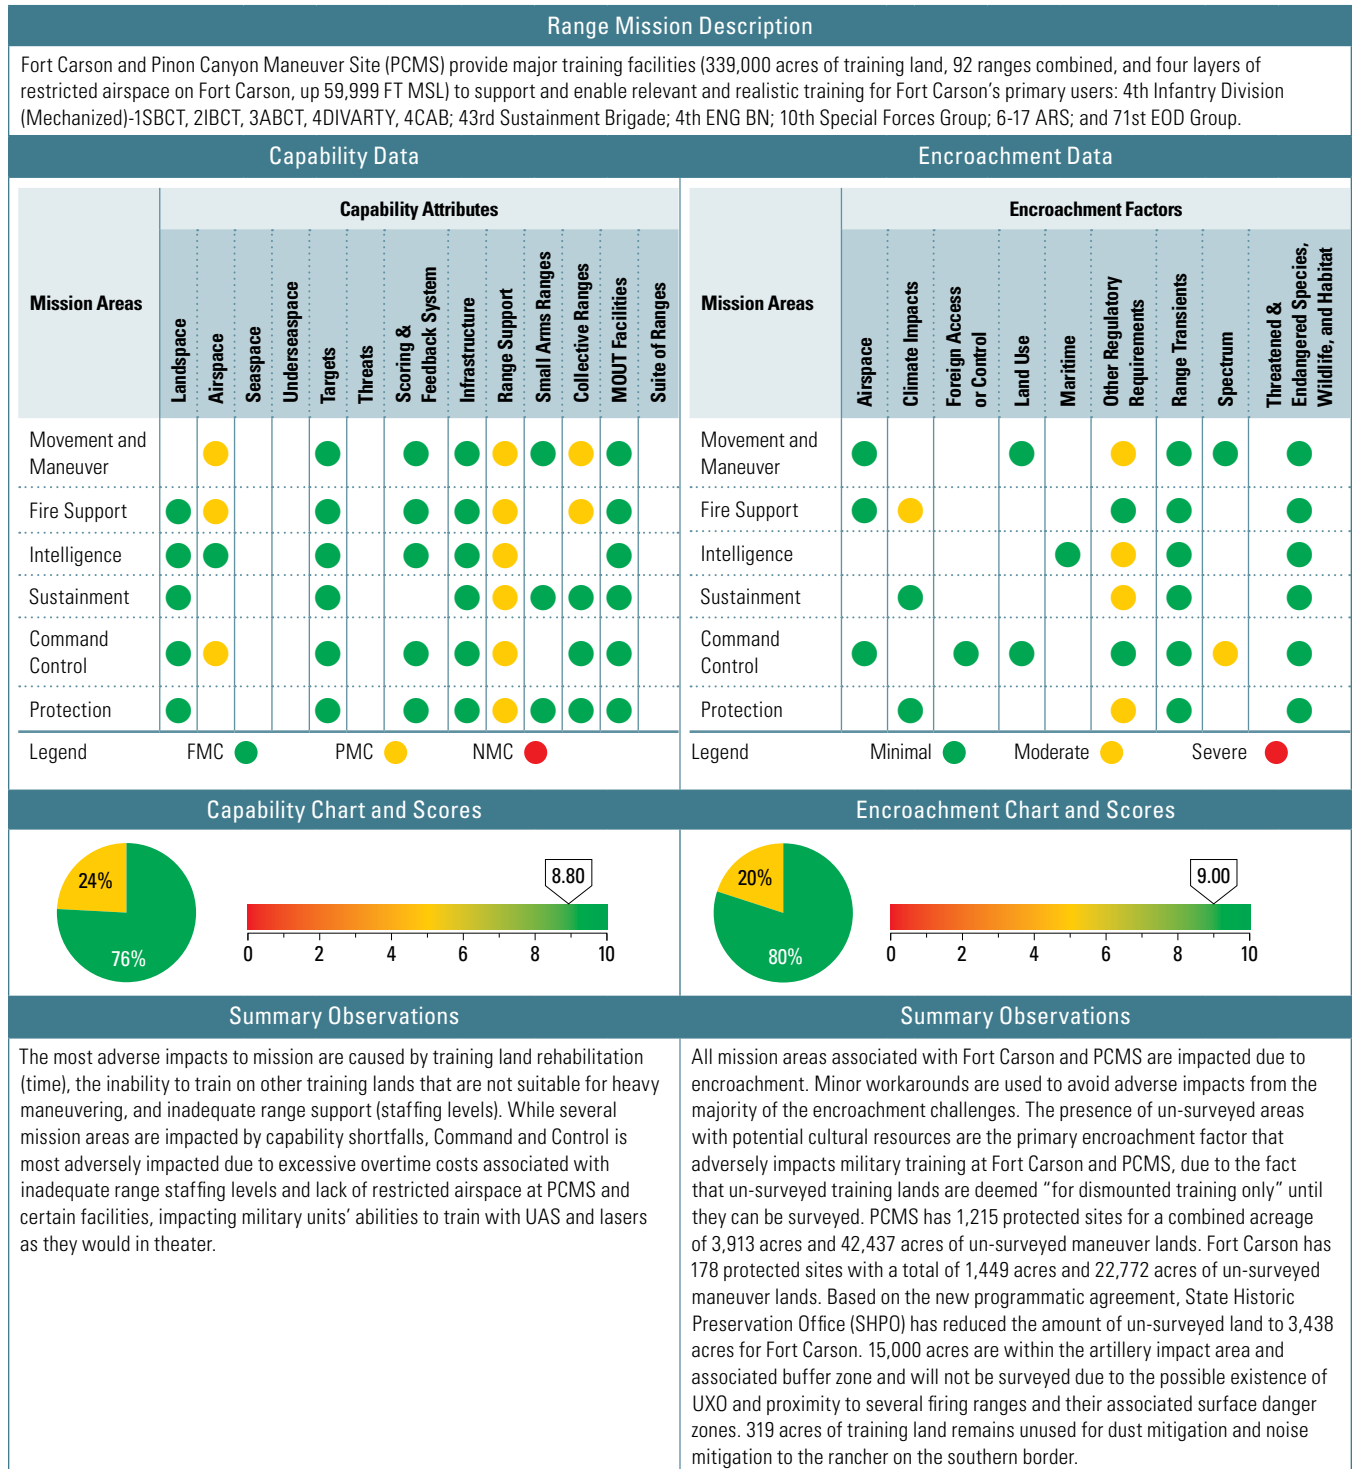 Range Mission Description
Fort Carson and Pinon Canyon Maneuver Site (PCMS) provide major training facilities (339,000 acres of training land, 92 ranges combined, and four layers of
restricted airspace on Fort Carson, up 59,999 FT MSL) to support and enable relevant and realistic training for Fort Carson's primary users: 4th Infantry Division
(Mechanized)-1SBCT, 2IBCT, 3ABCT, 4DIVARTY, 4CAB; 43rd Sustainment Brigade; 4th ENG BN; 10th Special Forces Group; 6-17 ARS; and 71st EOD Group.
Capability Data
Mission Areas
Capability Attributes
Landspace
Airspace
Seaspace
Underseaspace
Targets
Threats
Scoring &
Feedback System
Infrastructure
Range Support
Small Arms Ranges
Collective Ranges
MOUT Facilities
Suite of Ranges
Movement and
Maneuver
Fire Support
Intelligence
Sustainment
Command
Control
Protection
Legend FMC PMC NMC
Encroachment Data
Mission Areas
Encroachment Factors
Airspace
Climate Impacts
Foreign Access
or Control
Land Use
Maritime
Other Regulatory
Requirements
Range Transients
Spectrum
Threatened &
Endangered Species,
Wildlife, and Habitat
Movement and
Maneuver
Fire Support
Intelligence
Sustainment
Command
Control
Protection
Legend Minimal Moderate Severe
Capability Chart and Scores
24%
76%
8.80
0 2 4 6 8 10
Encroachment Chart and Scores
20%
80%
9.00
0 2 4 6 8 10
Summary Observations
The most adverse impacts to mission are caused by training land rehabilitation
(time), the inability to train on other training lands that are not suitable for heavy
maneuvering, and inadequate range support (staffing levels). While several
mission areas are impacted by capability shortfalls, Command and Control is
most adversely impacted due to excessive overtime costs associated with
inadequate range staffing levels and lack of restricted airspace at PCMS and
certain facilities, impacting military units' abilities to train with UAS and lasers
as they would in theater.
Summary Observations
All mission areas associated with Fort Carson and PCMS are impacted due to
encroachment. Minor workarounds are used to avoid adverse impacts from the
majority of the encroachment challenges. The presence of un-surveyed areas
with potential cultural resources are the primary encroachment factor that
adversely impacts military training at Fort Carson and PCMS, due to the fact
that un-surveyed training lands are deemed “for dismounted training only” until
they can be surveyed. PCMS has 1,215 protected sites for a combined acreage
of 3,913 acres and 42,437 acres of un-surveyed maneuver lands. Fort Carson has
178 protected sites with a total of 1,449 acres and 22,772 acres of un-surveyed
maneuver lands. Based on the new programmatic agreement, State Historic
Preservation Office (SHPO) has reduced the amount of un-surveyed land to 3,438
acres for Fort Carson. 15,000 acres are within the artillery impact area and
associated buffer zone and will not be surveyed due to the possible existence of
UXO and proximity to several firing ranges and their associated surface danger
zones. 319 acres of training land remains unused for dust mitigation and noise
mitigation to the rancher on the southern border.